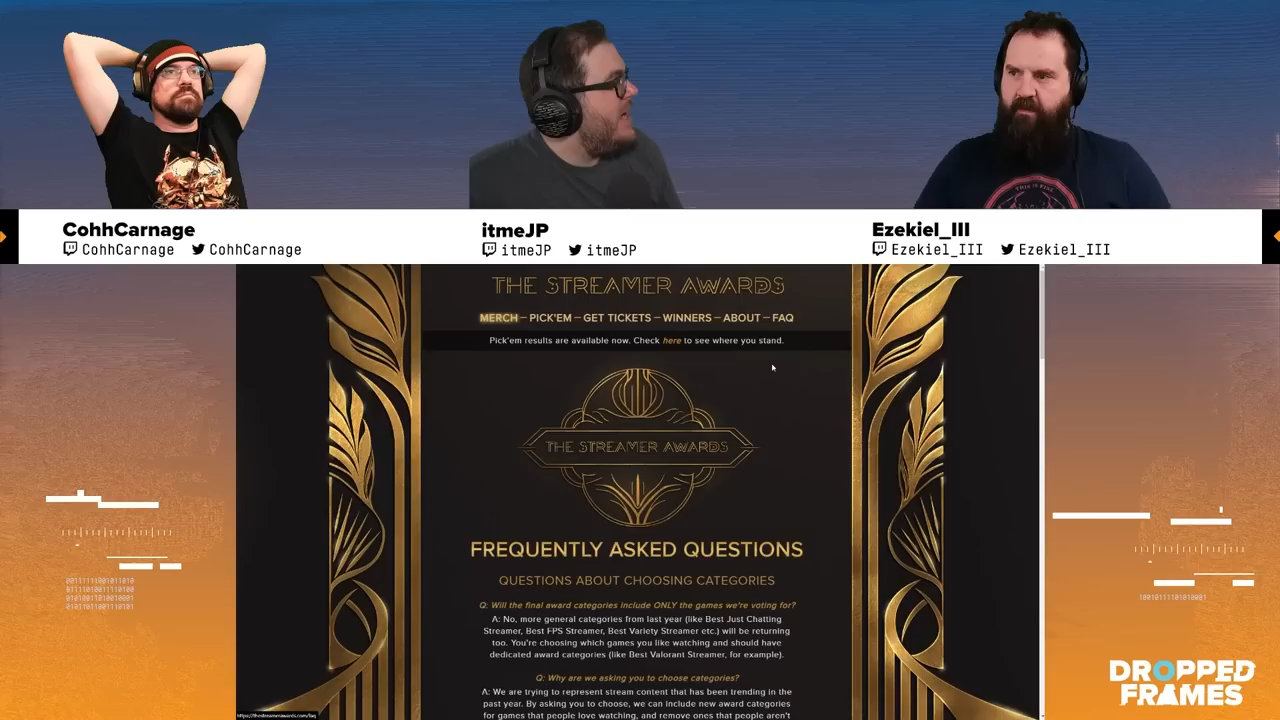 THIS IS FINE
CohhCarnage
CohhCarnage CohhCarnage
itmeJP
itmeJP itmeJP
Ezekiel_III
Ezekiel_III Ezekiel_III
THE STREAMER AWARDS
MERCH – PICK'EM – GET TICKETS – WINNERS – ABOUT – FAQ
Pick'em results are available now. Check here to see where you stand.
THE STREAMER AWARDS
FREQUENTLY ASKED QUESTIONS
QUESTIONS ABOUT CHOOSING CATEGORIES
Q: Will the final award categories include ONLY the games we're voting for?
A: No, more general categories from last year (like Best Just Chatting
Streamer, Best FPS Streamer, Best Variety Streamer etc.) will be returning
too. You're choosing which games you like watching and should have
dedicated award categories (like Best Valorant Streamer, for example).
Q: Why are we asking you to choose categories?
A: We are trying to represent stream content that has been trending in the
past year. By asking you to choose, we can include new award categories
for games that people love watching, and remove ones that people aren't
https://thestreamerawards.com/faq
DROPPED
FRAMES